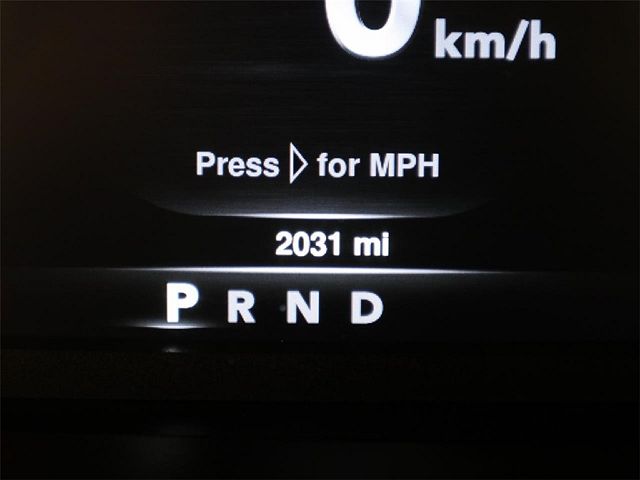 0 km/h
Press ▷ for MPH
2031 mi
P R N D